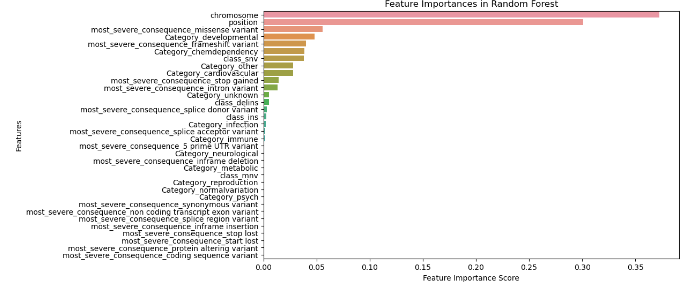 Feature Importances in Random Forest
chromosome
position
most_severe_consequence_missense variant
Category_developmental
most_severe_consequence_frameshift variant
Category_chemdependency
class_snv
Category_other
Category_cardiovascular
most_severe_consequence_stop gained
most_severe_consequence_intron variant
Category_unknown
class_delins
most_severe_consequence_splice donor variant
class_ins
Category_infection
most_severe_consequence_splice acceptor variant
Category_immune
most_severe_consequence_5 prime UTR variant
Category_neurological
most_severe_consequence_inframe deletion
Category_metabolic
class_mnv
Category_reproduction
Category_normalvariation
Category_psych
most_severe_consequence_synonymous variant
most_severe_consequence_non coding transcript exon variant
most_severe_consequence_splice region variant
most_severe_consequence_inframe insertion
most_severe_consequence_stop lost
most_severe_consequence_start lost
most_severe_consequence_protein altering variant
most_severe_consequence_coding sequence variant
Features
0.00 0.05 0.10 0.15 0.20 0.25 0.30 0.35
Feature Importance Score